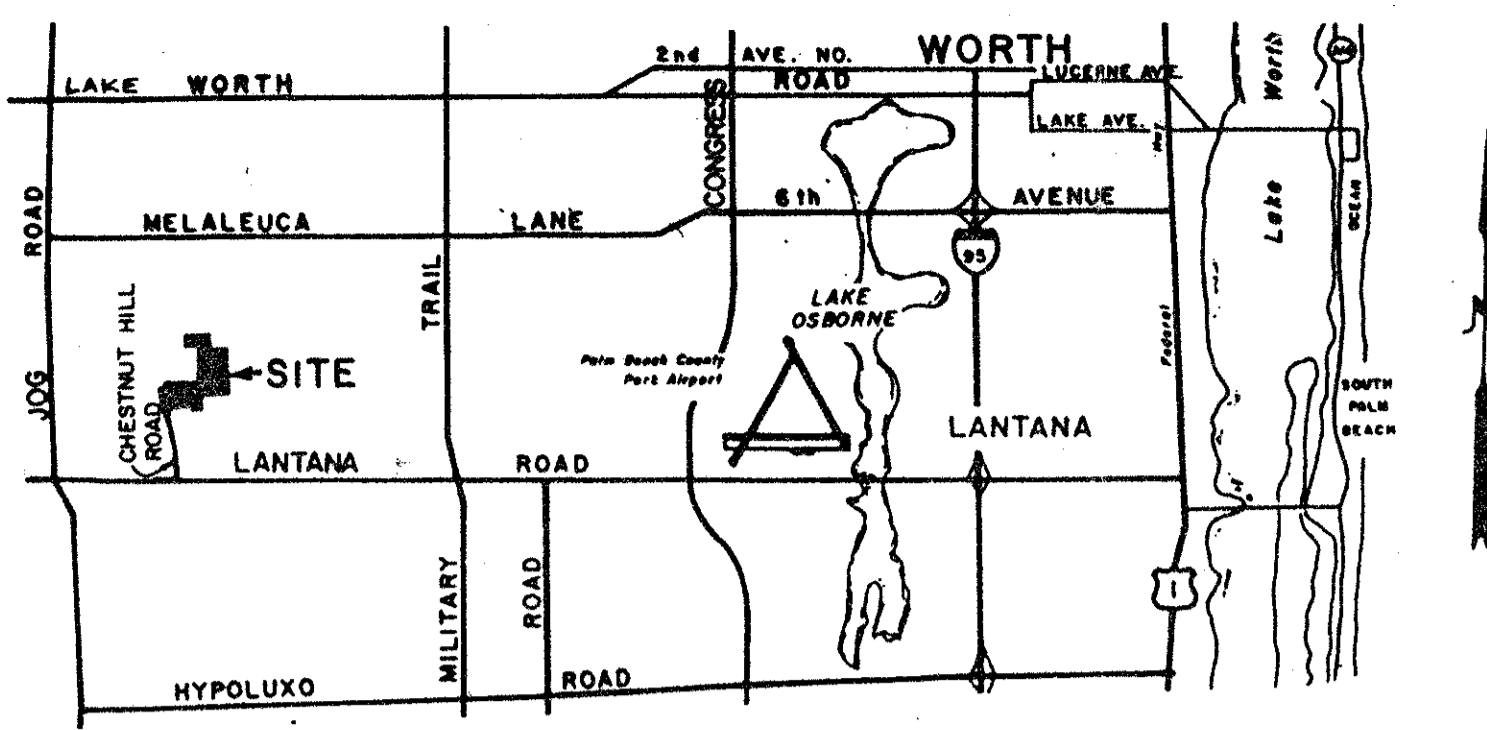 WORTH
2nd AVE. NO.
LAKE WORTH ROAD
LUCERNE AVE.
LAKE AVE.
Hwy
Federal
CONGRESS
6th AVENUE
MELALEUCA LANE
95
JOG ROAD
MILITARY TRAIL
CHESTNUT HILL
ROAD
SITE
LAKE
OSBORNE
Palm Beach County
Port Airport
LANTANA
LANTANA ROAD
ROAD
HYPOLUXO ROAD
1
Lake Worth
OCEAN
SOUTH
PALM
BEACH